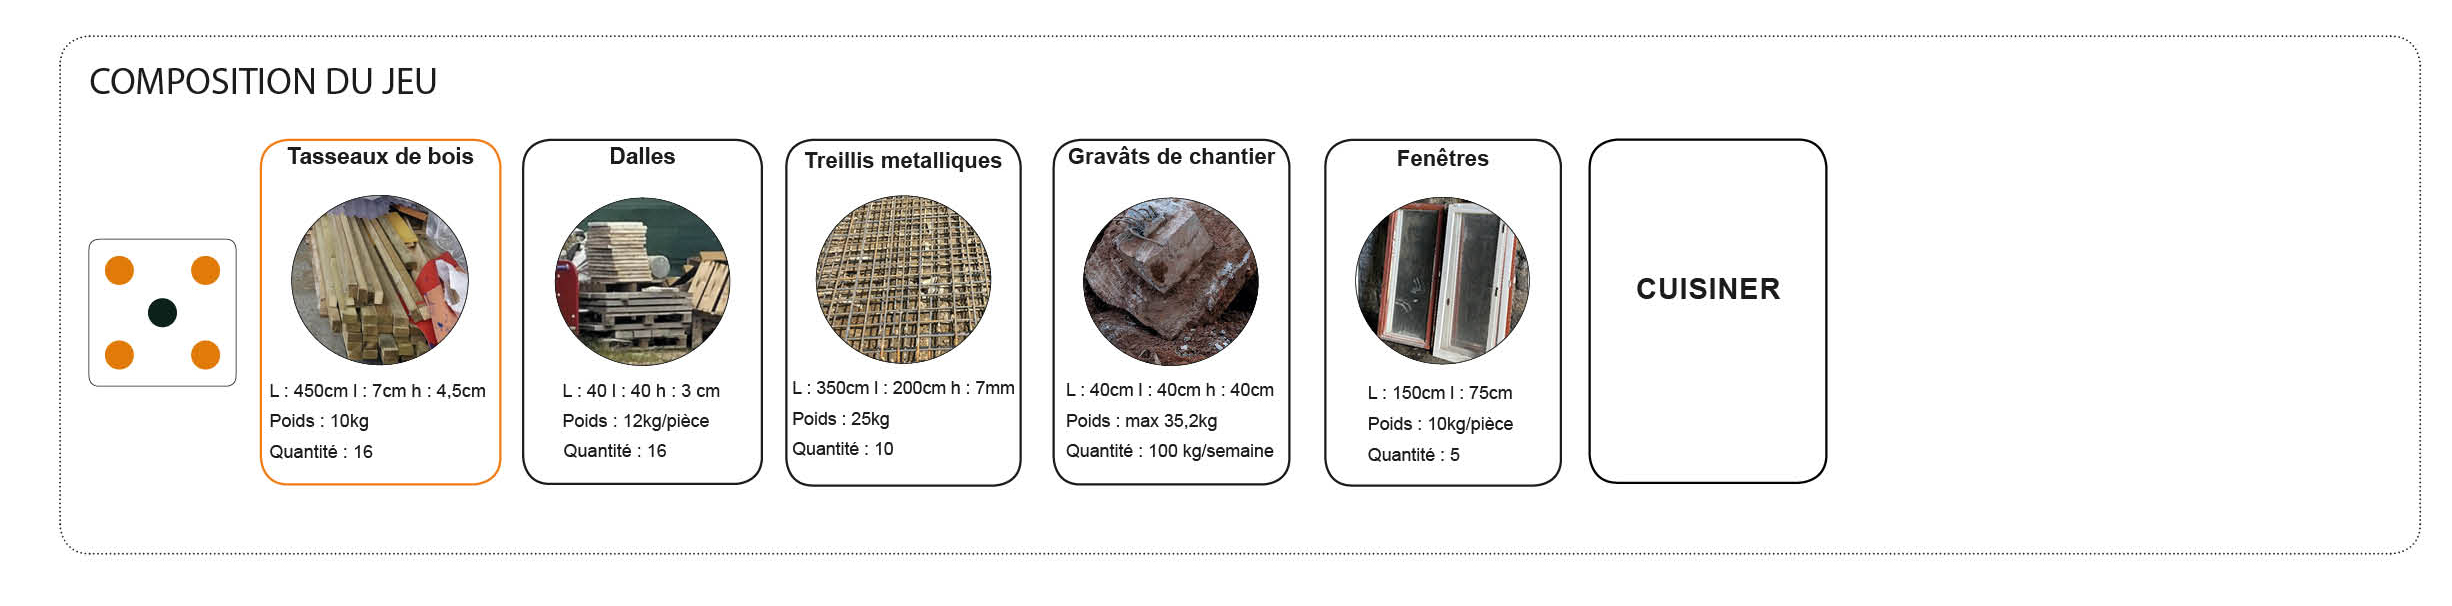 COMPOSITION DU JEU
Tasseaux de bois
L : 450cm l : 7cm h : 4,5cm
Poids : 10kg
Quantité : 16
Dalles
L : 40 l : 40 h : 3 cm
Poids : 12kg/pièce
Quantité : 16
Treillis metalliques
L : 350cm l : 200cm h : 7mm
Poids : 25kg
Quantité : 10
Gravâts de chantier
L : 40cm l : 40cm h : 40cm
Poids : max 35,2kg
Quantité : 100 kg/semaine
Fenêtres
L : 150cm l : 75cm
Poids : 10kg/pièce
Quantité : 5
CUISINER